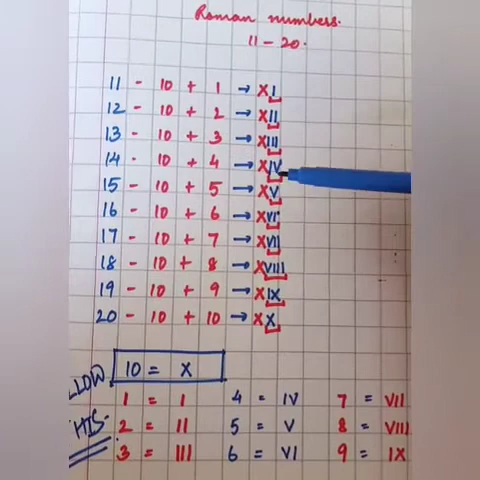 Roman numbers.
11 - 20.
11 - 10 + 1 → XI
12 - 10 + 2 → XII
13 - 10 + 3 → XIII
14 - 10 + 4 → XIV
15 - 10 + 5 → XV
16 - 10 + 6 → XVI
17 - 10 + 7 → XVII
18 - 10 + 8 → XVIII
19 - 10 + 9 → XIX
20 - 10 + 10 → XX
10 = X
1 = I 4 = IV 7 = VII
THIS. 2 = II 5 = V 8 = VIII
3 = III 6 = VI 9 = IX